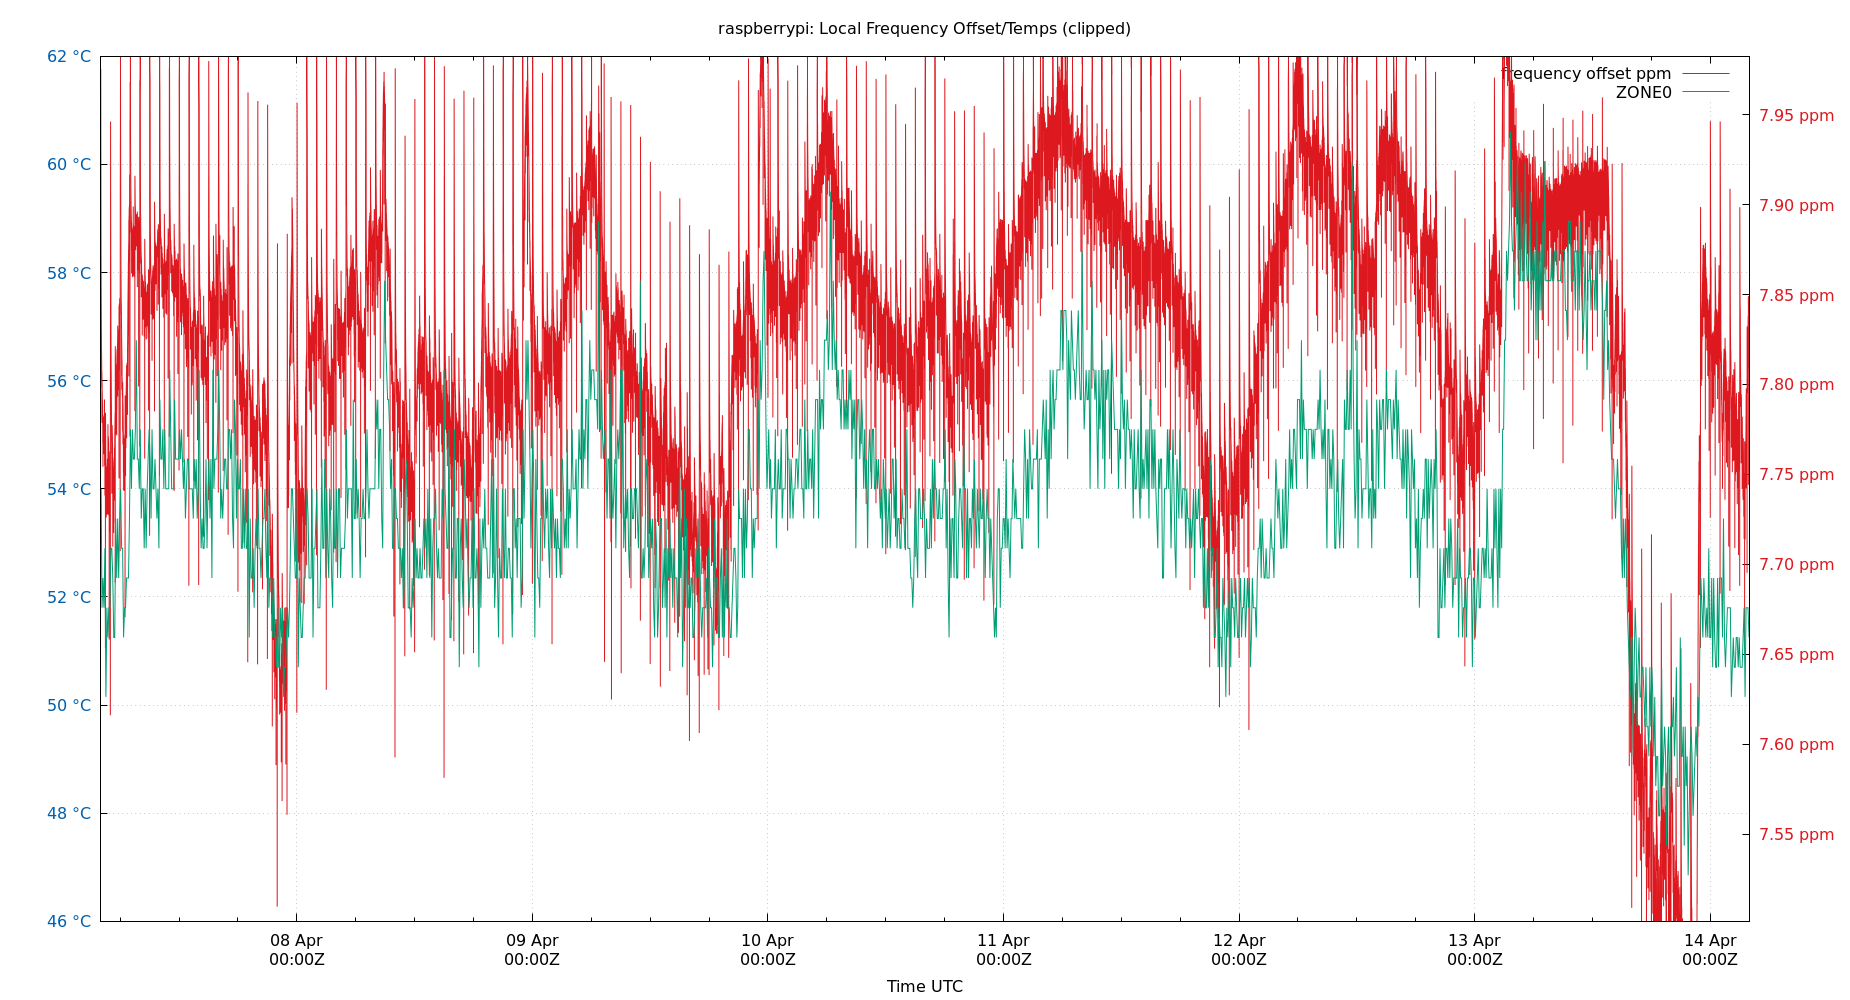 raspberrypi: Local Frequency Offset/Temps (clipped)
62 °C
60 °C
58 °C
56 °C
54 °C
52 °C
50 °C
48 °C
46 °C
frequency offset ppm
ZONE0
7.95 ppm
7.90 ppm
7.85 ppm
7.80 ppm
7.75 ppm
7.70 ppm
7.65 ppm
7.60 ppm
7.55 ppm
08 Apr 09 Apr 10 Apr 11 Apr 12 Apr 13 Apr 14 Apr
00:00Z 00:00Z 00:00Z 00:00Z 00:00Z 00:00Z 00:00Z
Time UTC